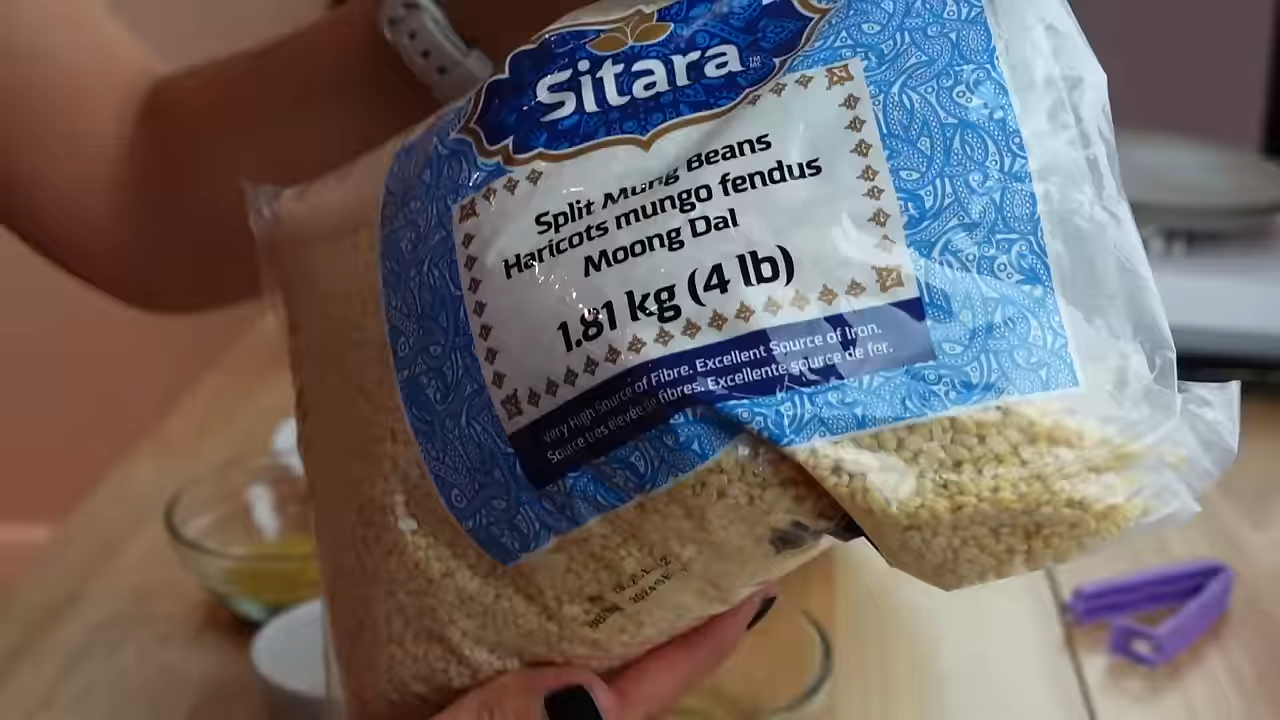 Sitara
Split Mung Beans
Haricots mungo fendus
Moong Dal
1.81 kg (4 lb)
Very High Source of Fibre. Excellent Source of Iron.
Source très élevée de fibres. Excellente source de fer.